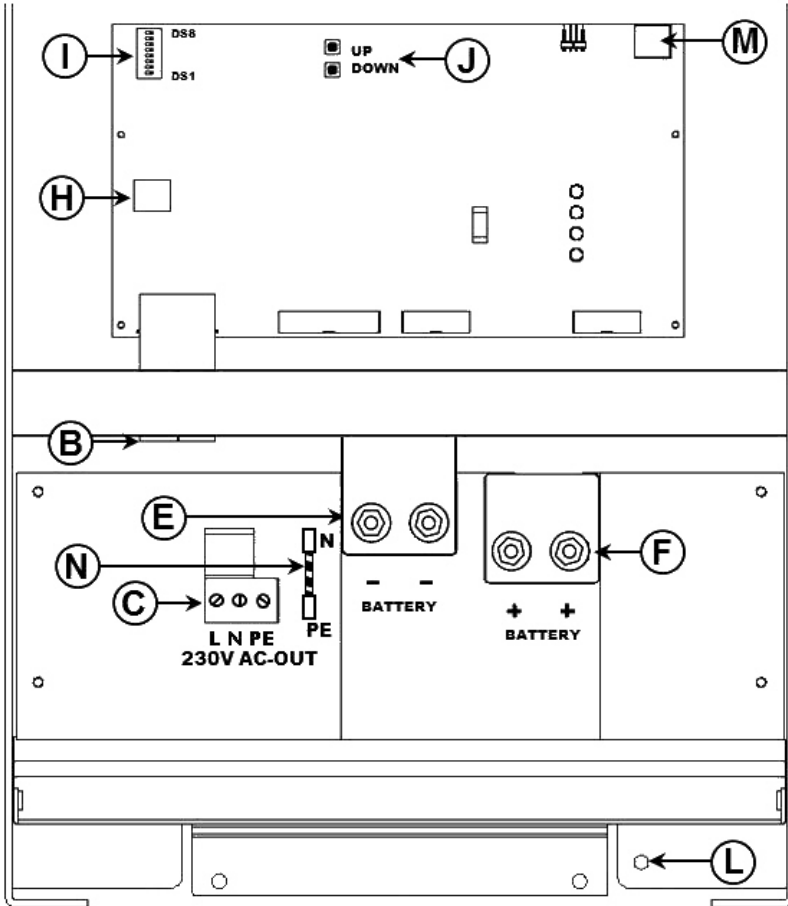 DS8
I
UP
M
DOWN
J
DS1
H
B
E
N
N
F
C
- -
BATTERY
+ +
BATTERY
L N PE
PE
230V AC-OUT
L